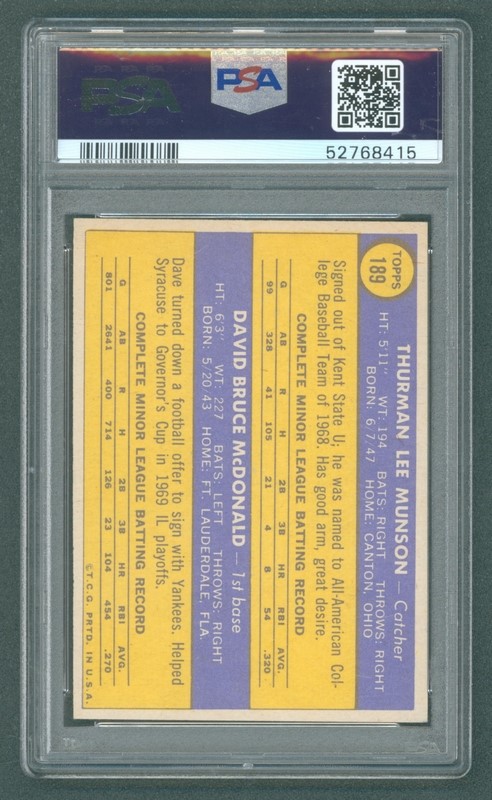 PSA
PSA
52768415
TOPPS
189
THURMAN LEE MUNSON — Catcher
HT: 5'11" WT: 194 BATS: RIGHT THROWS: RIGHT
BORN: 6/7/47 HOME: CANTON, OHIO
Signed out of Kent State U; he was named to All-American Col-
lege Baseball Team of 1968. Has good arm, great desire.
COMPLETE MINOR LEAGUE BATTING RECORD
G AB R H 2B 3B HR RBI AVG.
99 328 41 105 21 4 8 54 .320
DAVID BRUCE McDONALD — 1st base
HT: 6'3" WT: 227 BATS: LEFT THROWS: RIGHT
BORN: 5/20/43 HOME: FT. LAUDERDALE, FLA.
Dave turned down a football offer to sign with Yankees. Helped
Syracuse to Governor's Cup in 1969 IL playoffs.
COMPLETE MINOR LEAGUE BATTING RECORD
G AB R H 2B 3B HR RBI AVG.
801 2641 400 714 126 23 104 454 .270
©T.C.G. PRTD. IN U.S.A.